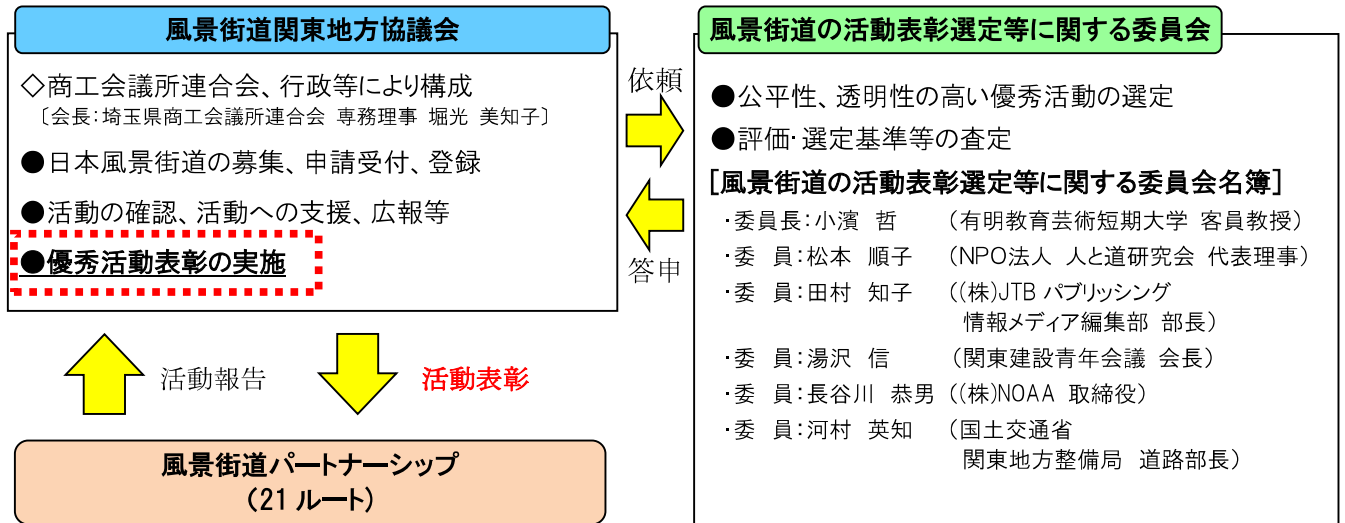 風景街道関東地方協議会
◇商工会議所連合会、行政等により構成
〔会長:埼玉県商工会議所連合会 専務理事 堀光 美知子〕
●日本風景街道の募集、申請受付、登録
●活動の確認、活動への支援、広報等
●優秀活動表彰の実施
依頼
答申
風景街道の活動表彰選定等に関する委員会
●公平性、透明性の高い優秀活動の選定
●評価・選定基準等の査定
[風景街道の活動表彰選定等に関する委員会名簿]
・委員長:小濱 哲 (有明教育芸術短期大学 客員教授)
・委 員:松本 順子 (NPO法人 人と道研究会 代表理事)
・委 員:田村 知子 ((株)JTB パブリッシング
情報メディア編集部 部長)
・委 員:湯沢 信 (関東建設青年会議 会長)
・委 員:長谷川 恭男 ((株)NOAA 取締役)
・委 員:河村 英知 (国土交通省
関東地方整備局 道路部長)
活動報告
活動表彰
風景街道パートナーシップ
(21 ルート)